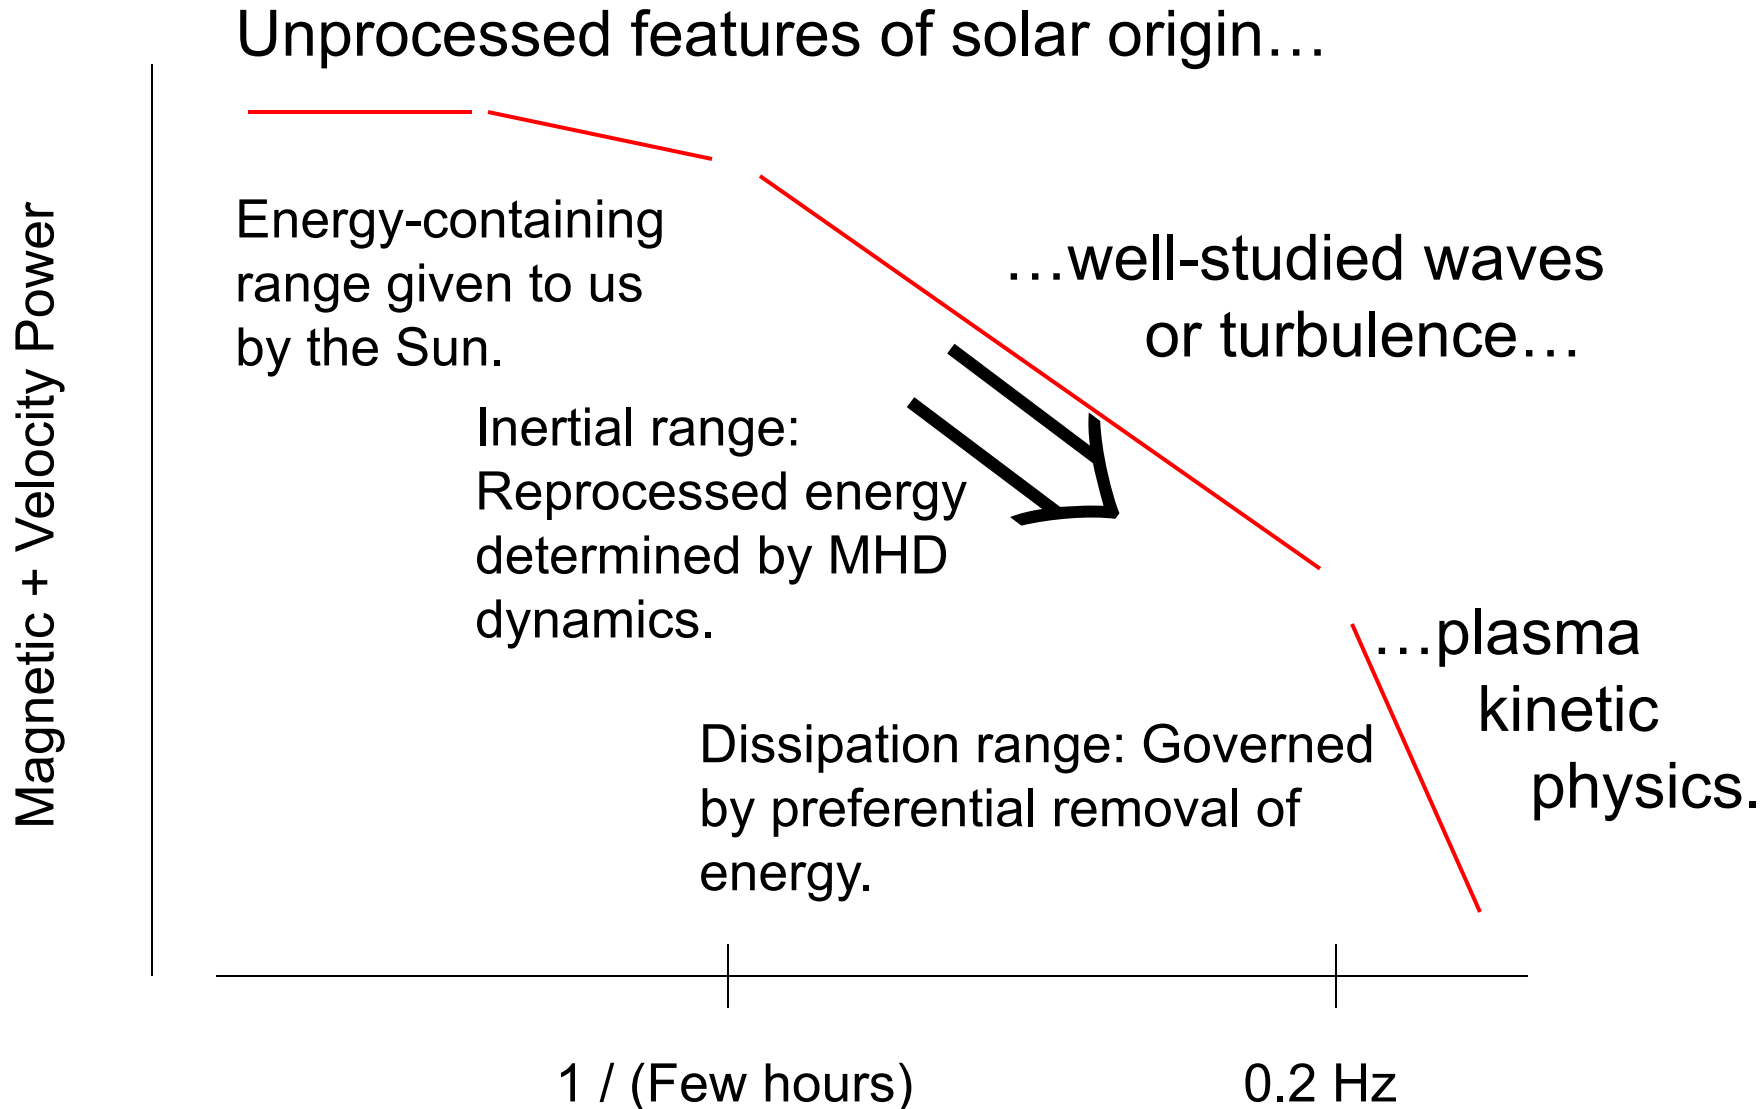 Unprocessed features of solar origin…
Magnetic + Velocity Power
Energy-containing
range given to us
by the Sun.
…well-studied waves
or turbulence…
Inertial range:
Reprocessed energy
determined by MHD
dynamics.
…plasma
kinetic
physics.
Dissipation range: Governed
by preferential removal of
energy.
1 / (Few hours)
0.2 Hz